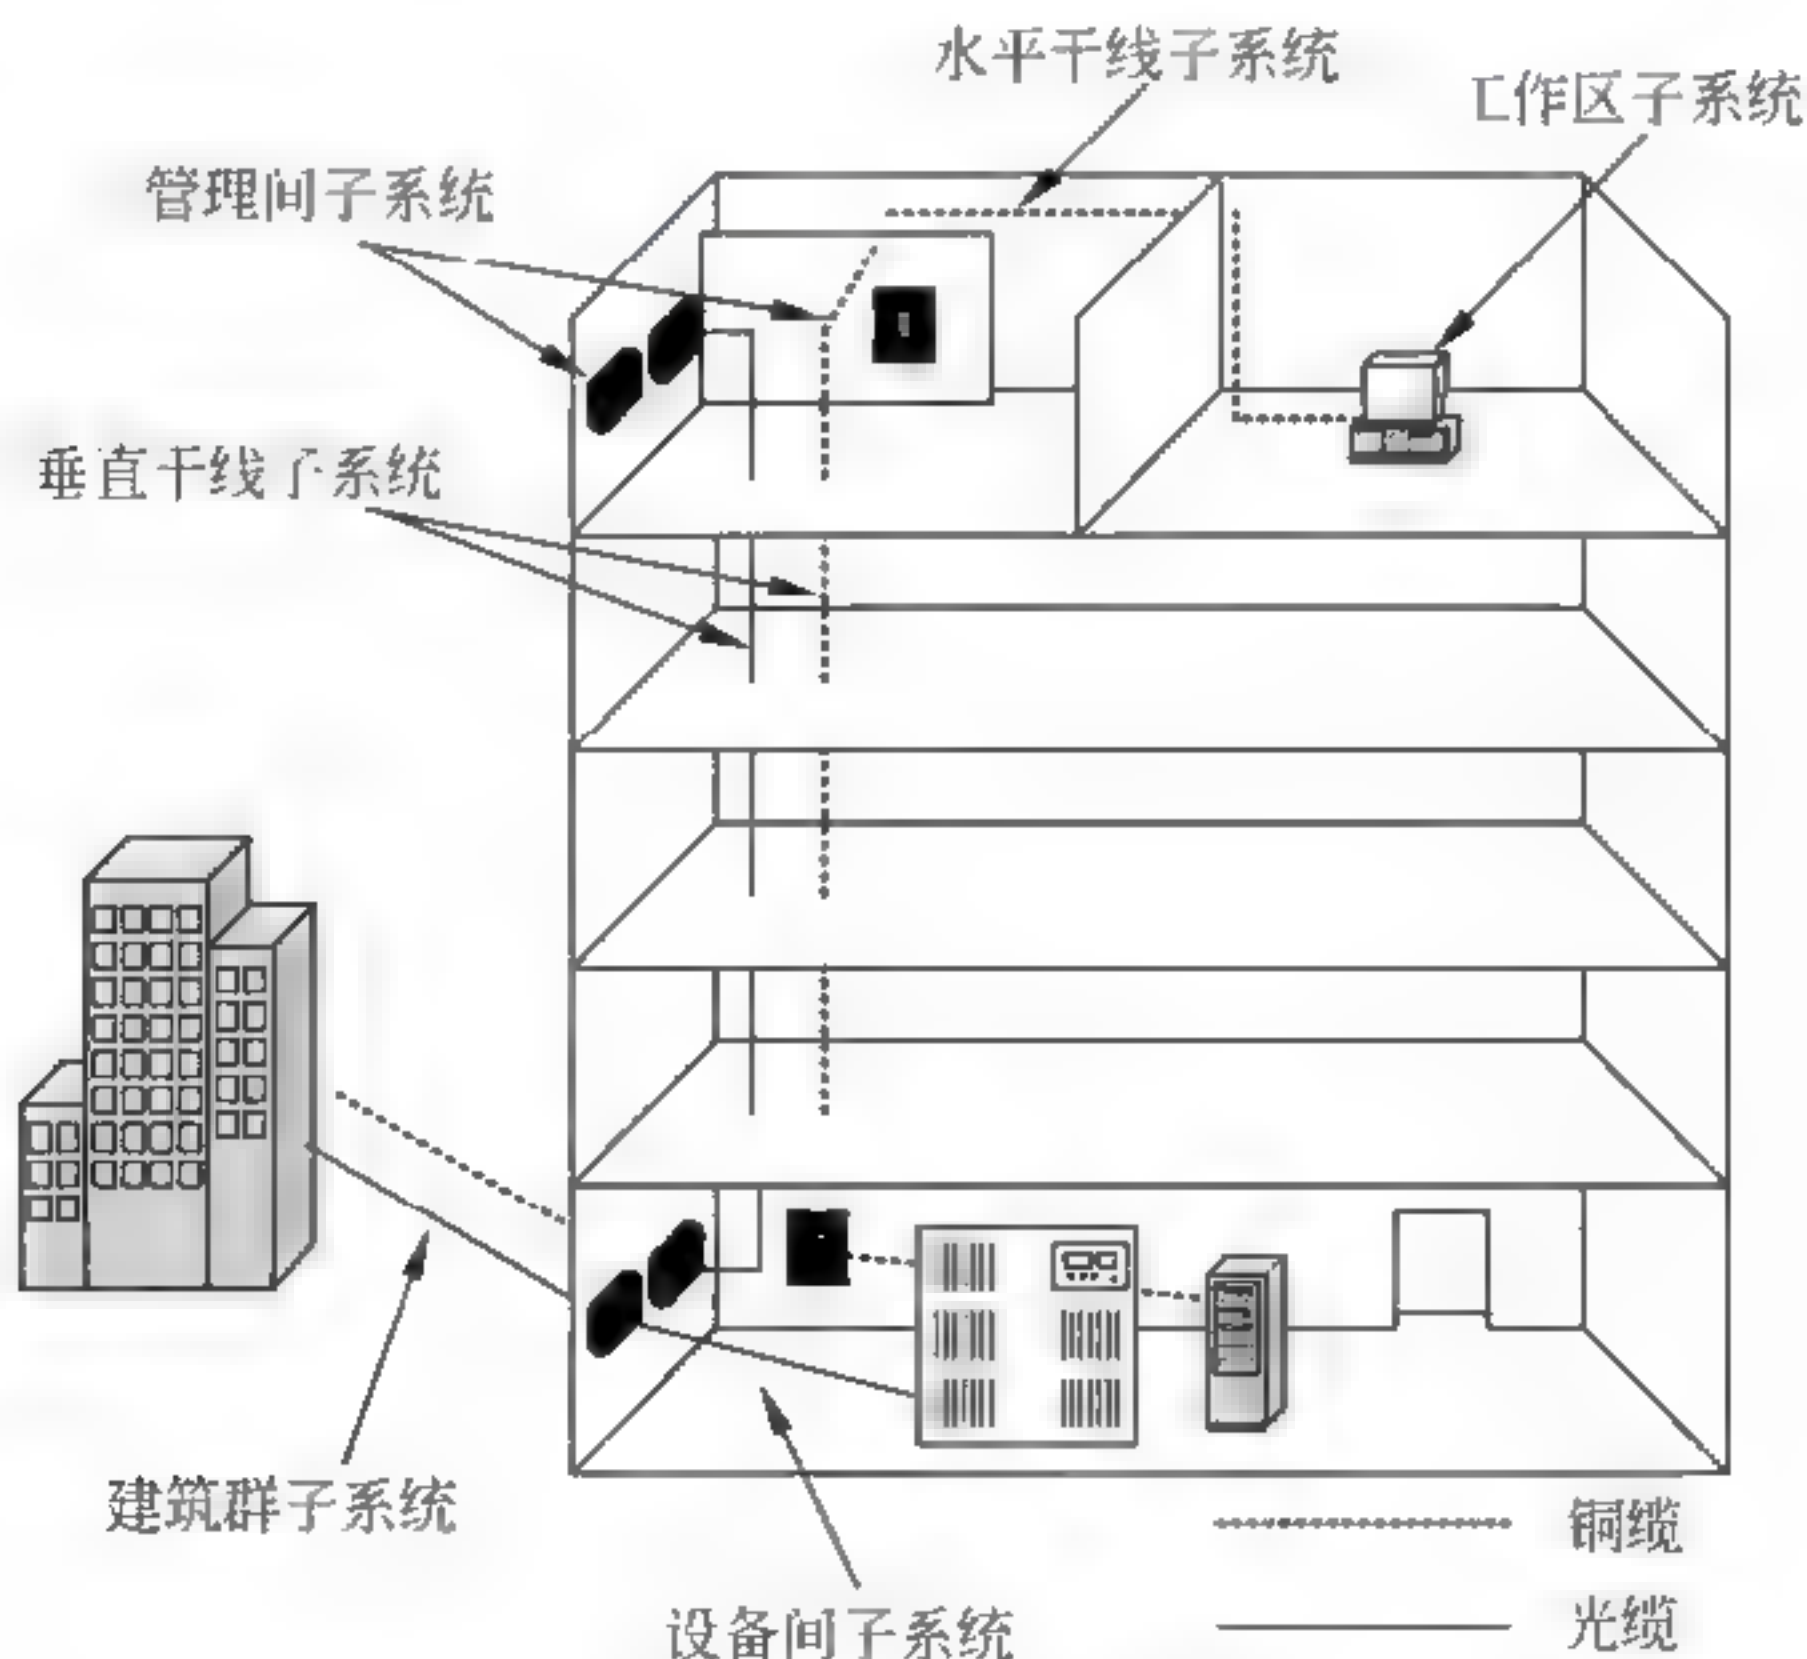 水平干线子系统
工作区子系统
管理间子系统
垂直干线子系统
建筑群子系统
设备间子系统
铜缆
光缆